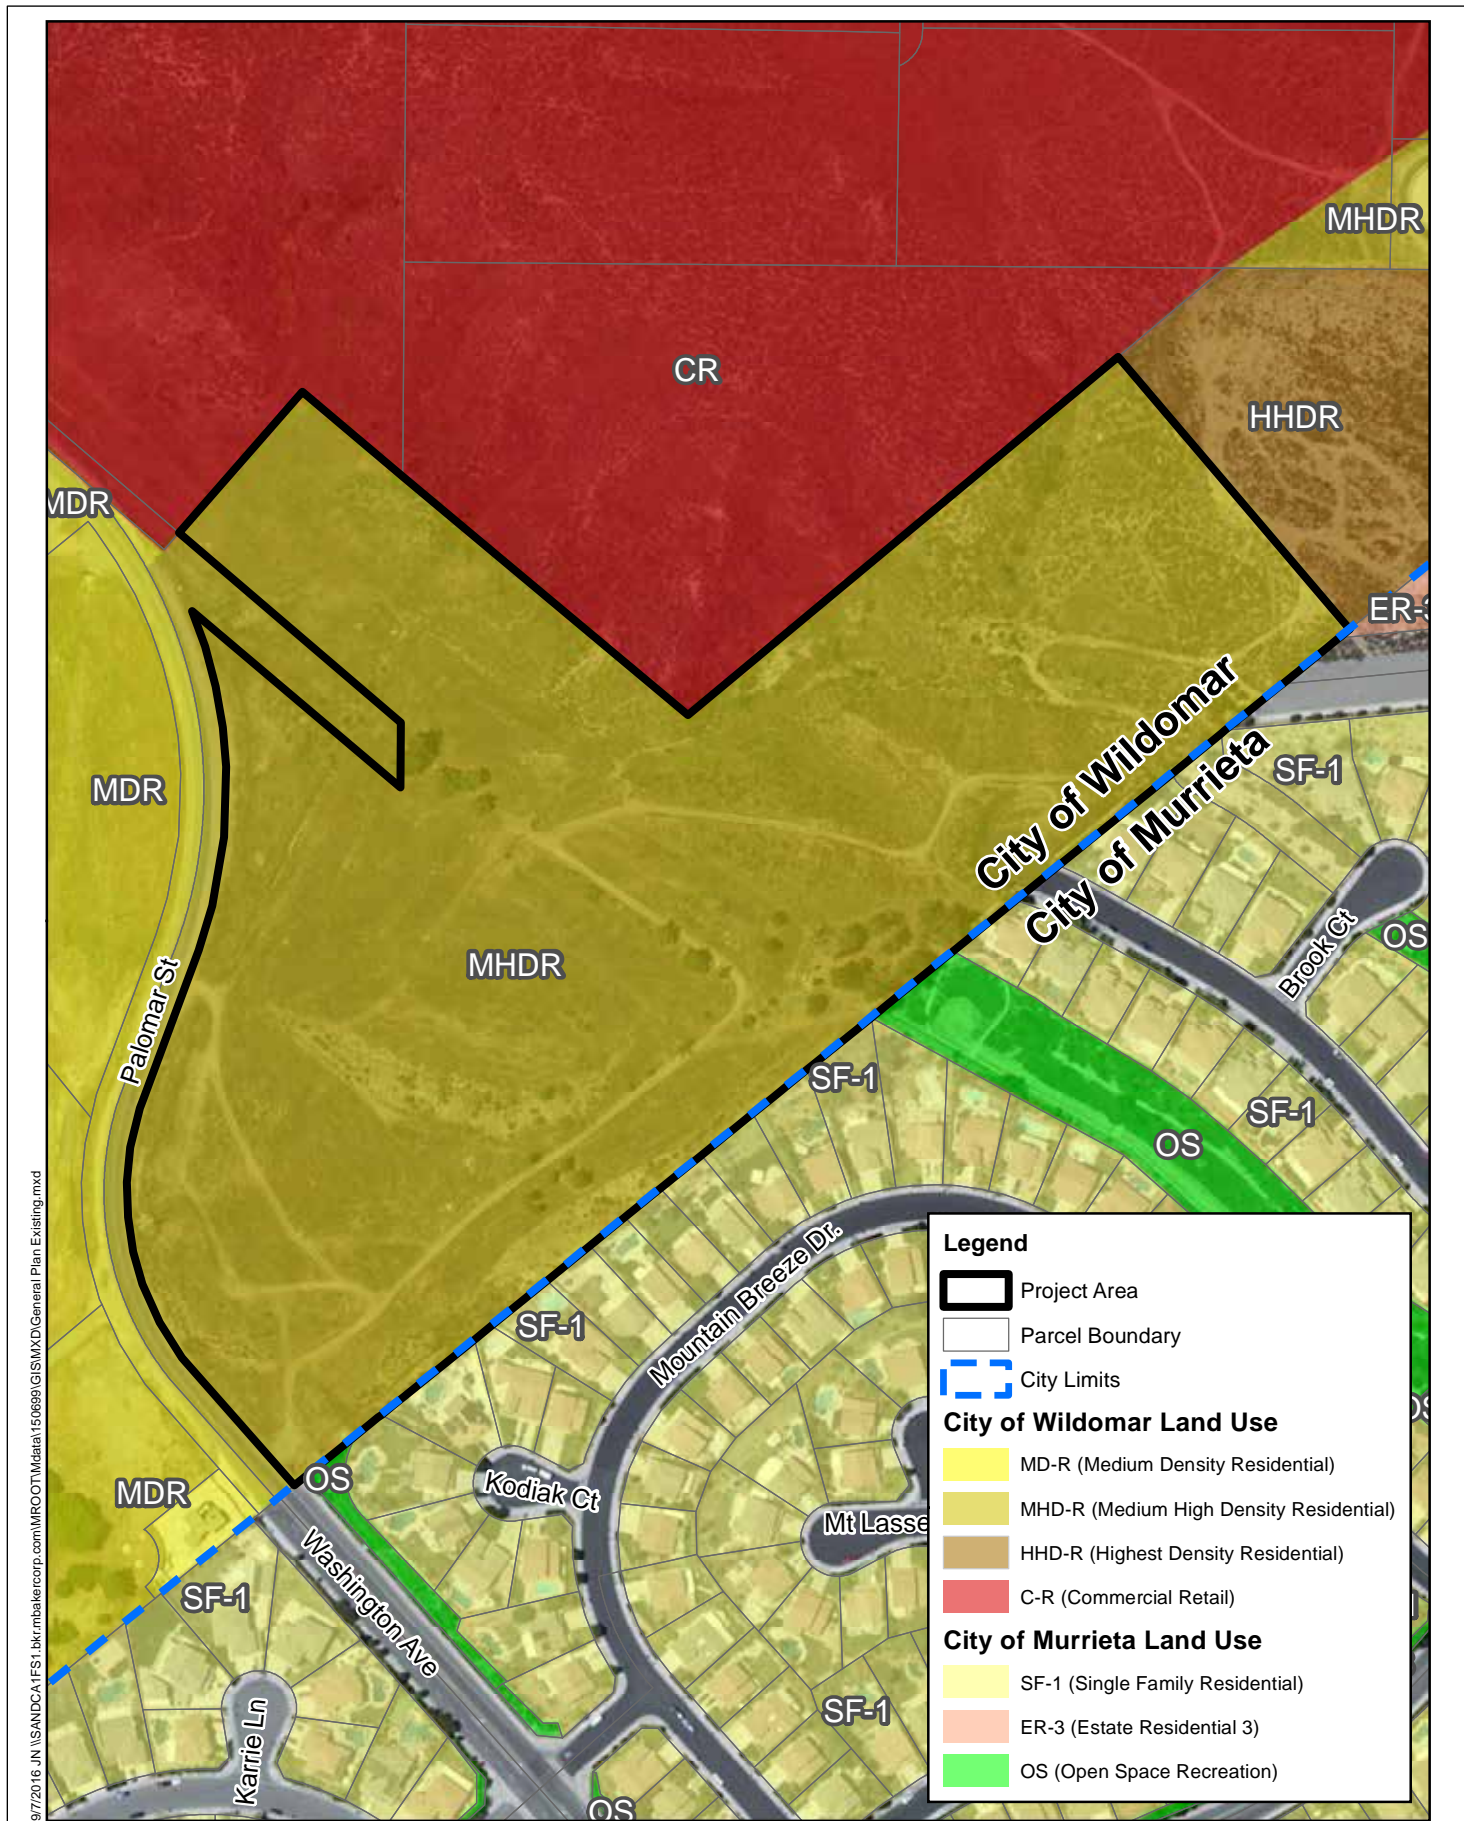 MHDR
CR
HHDR
MDR
ER-3
City of Wildomar
City of Murrieta
SF-1
MDR
Brook Ct
OS
MHDR
Palomar St
SF-1
SF-1
OS
Mountain Breeze Dr.
SF-1
OS
MDR
Kodiak Ct
Mt Lasse
Washington Ave
SF-1
Karrie Ln
SF-1
OS
OS
Legend
Project Area
Parcel Boundary
City Limits
City of Wildomar Land Use
MD-R (Medium Density Residential)
MHD-R (Medium High Density Residential)
HHD-R (Highest Density Residential)
C-R (Commercial Retail)
City of Murrieta Land Use
SF-1 (Single Family Residential)
ER-3 (Estate Residential 3)
OS (Open Space Recreation)
9/7/2016 JN \\SANDCA1FS1.bkr.mbakercorp.com\MROOT\Mdata\150699\GIS\MXD\General Plan Existing.mxd